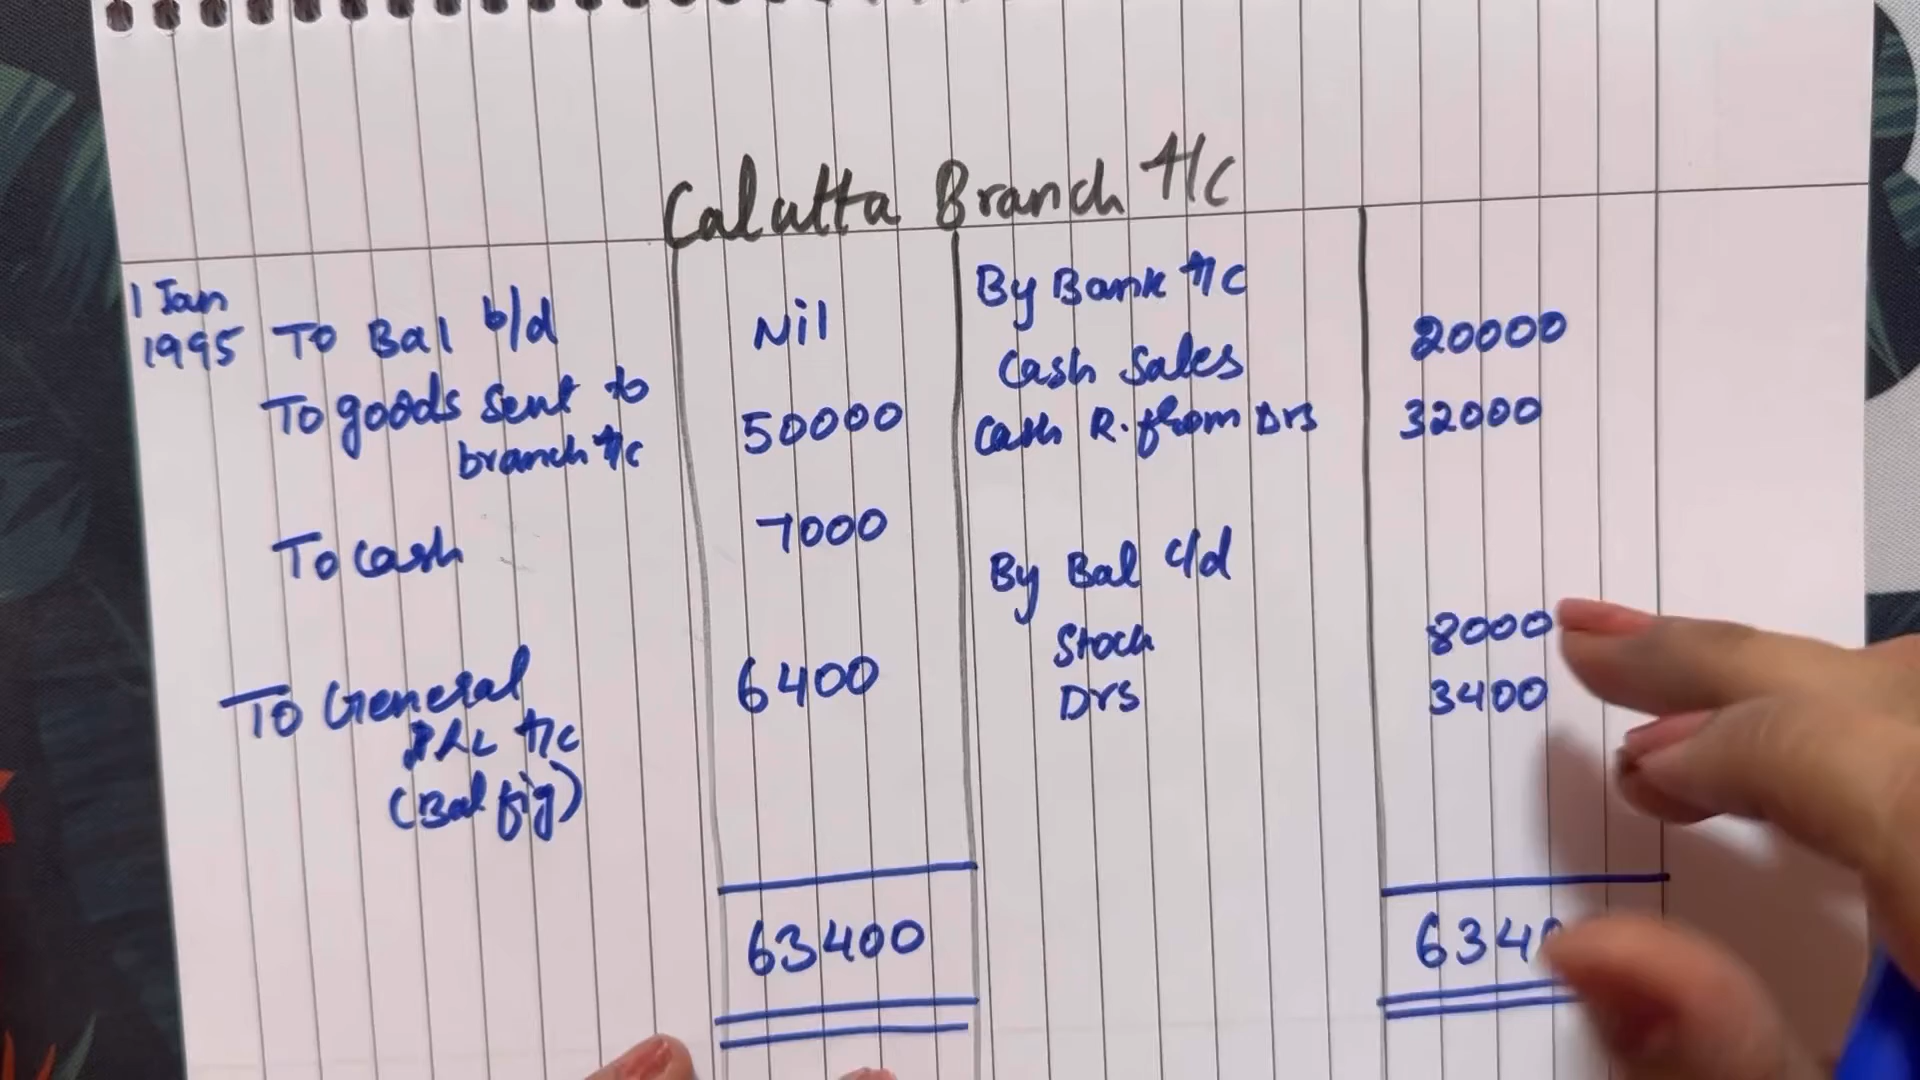 Calutta Branch A/c
1 Jan
1995 To Bal b/d Nil
To goods sent to
branch A/c 50000
To Cash 7000
To General 6400
P&L A/c
(Bal fig)
63400
By Bank A/c
Cash Sales 20000
Cash R. from Drs 32000
By Bal c/d
Stock 8000
Drs 3400
634